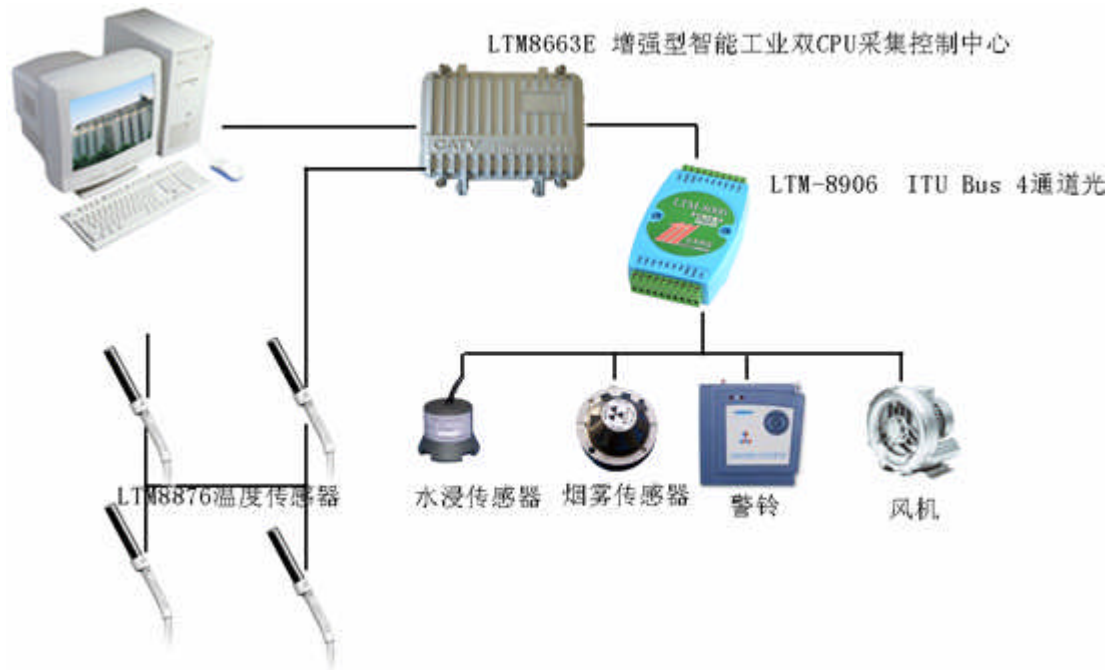 LTM8663E 增强型智能工业双CPU采集控制中心
CATV
LTM-8906 ITU Bus 4通道光
LTM8876温度传感器
水浸传感器
烟雾传感器
警铃
风机